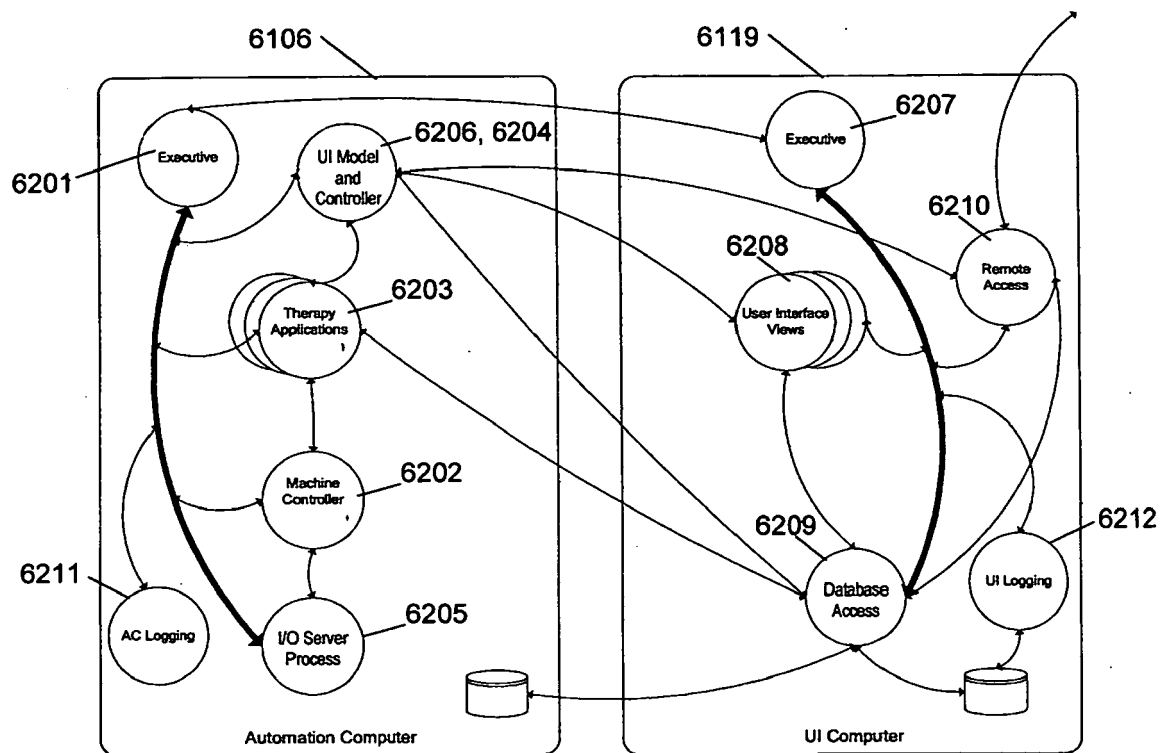 6106
6119
6201
Executive
6206, 6204
UI Model
and
Controller
6207
Executive
6210
Remote
Access
6203
Therapy
Applications
6208
User Interface
Views
6202
Machine
Controller
6209
Database
Access
6212
UI Logging
6211
AC Logging
6205
I/O Server
Process
Automation Computer
UI Computer